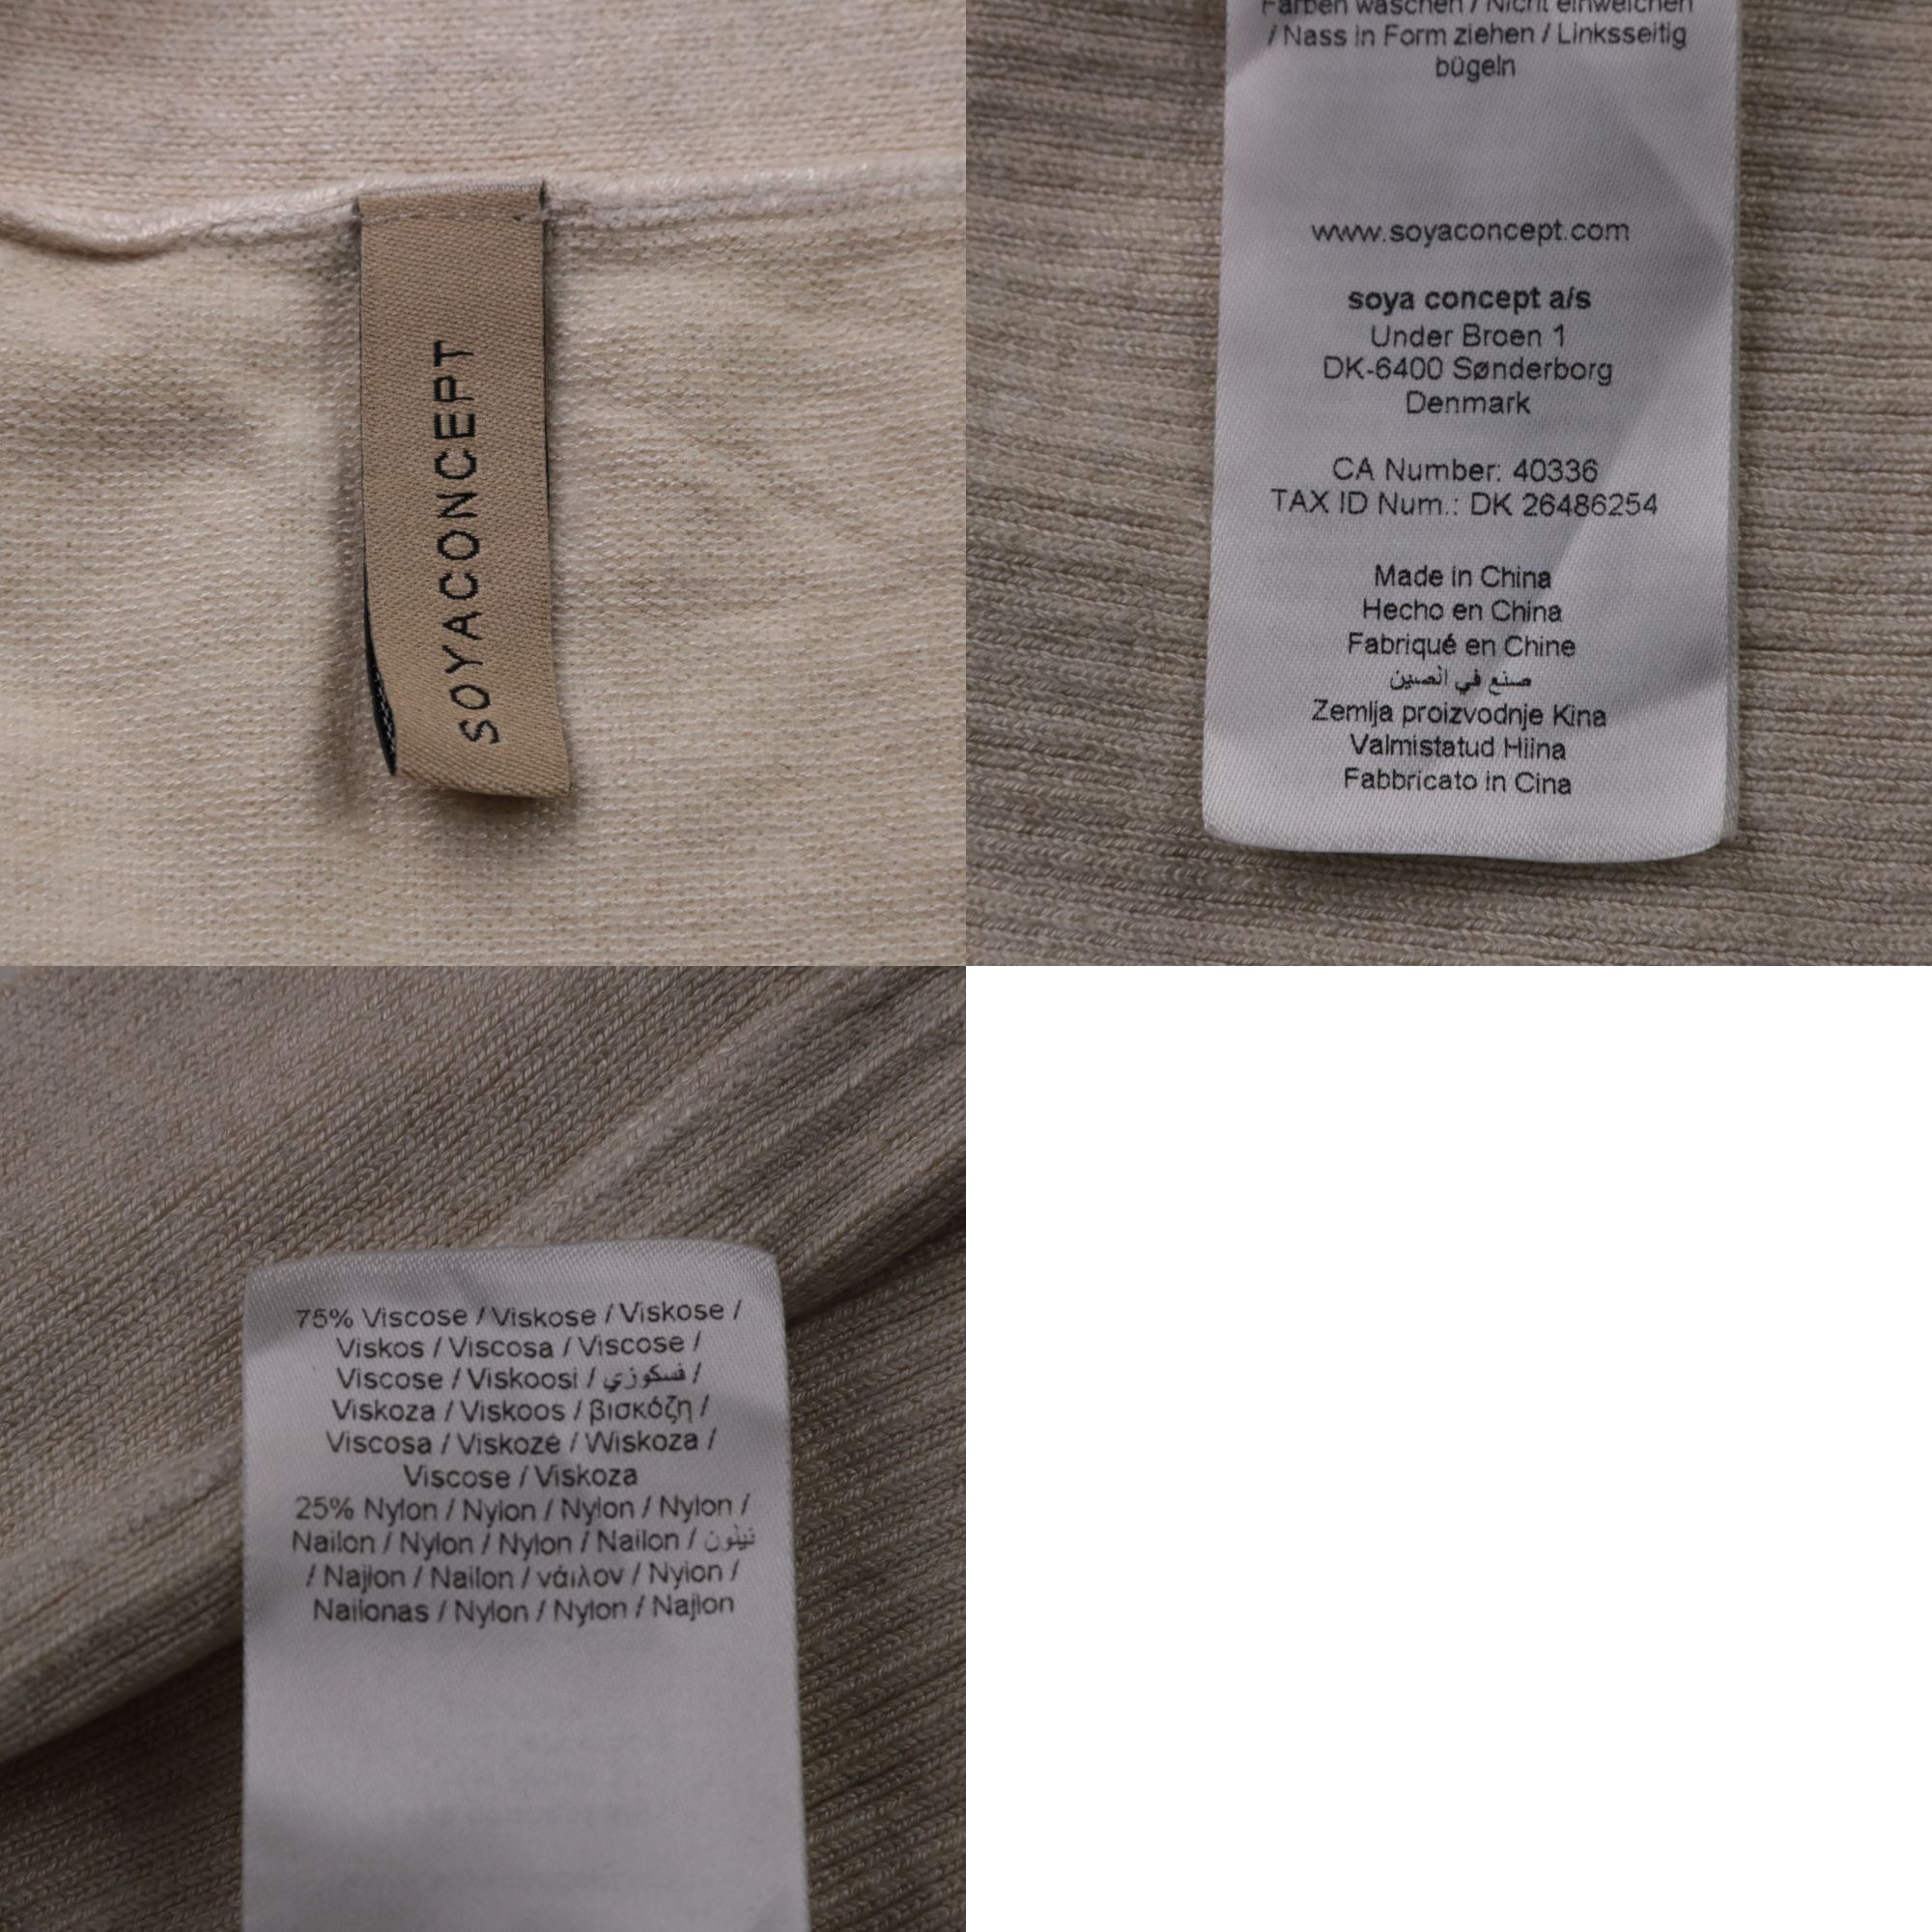 SOYACONCEPT
Farben waschen / Nicht einweichen
/ Nass in Form ziehen / Linksseitig
bügeln
www.soyaconcept.com
soya concept a/s
Under Broen 1
DK-6400 Sønderborg
Denmark
CA Number: 40336
TAX ID Num.: DK 26486254
Made in China
Hecho en China
Fabriqué en Chine
صنع في الصين
Zemlja proizvodnje Kina
Valmistatud Hiina
Fabbricato in Cina
75% Viscose / Viskose / Viskose /
Viskos / Viscosa / Viscose /
Viscose / Viskoosi / فسكوزي /
Viskoza / Viskoos / βισκόζη /
Viscosa / Viskozė / Wiskoza /
Viscose / Viskoza
25% Nylon / Nylon / Nylon / Nylon /
Nailon / Nylon / Nylon / Nailon / نيلون
/ Najlon / Nailon / νάιλον / Nylon /
Nailonas / Nylon / Nylon / Najlon